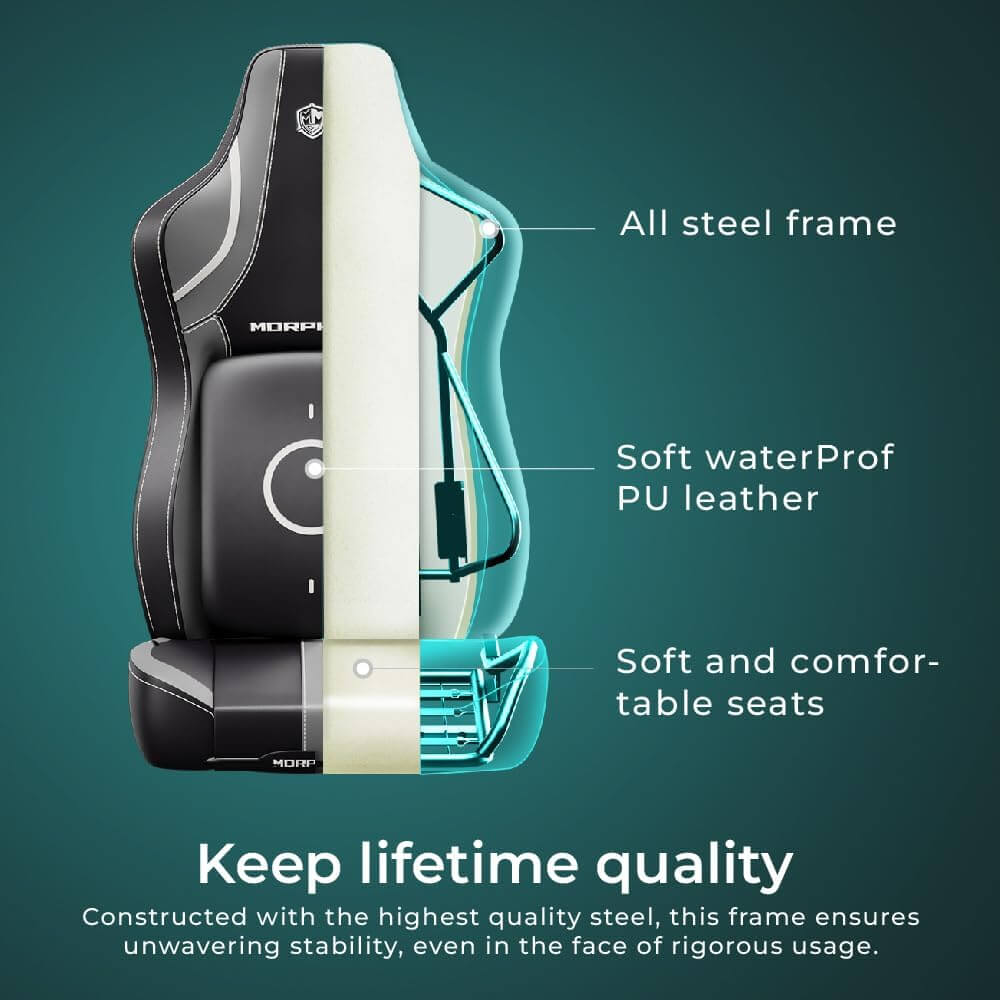 MM
MORPH
All steel frame
Soft waterProf
PU leather
Soft and comfor-
table seats
MORP
Keep lifetime quality
Constructed with the highest quality steel, this frame ensures
unwavering stability, even in the face of rigorous usage.